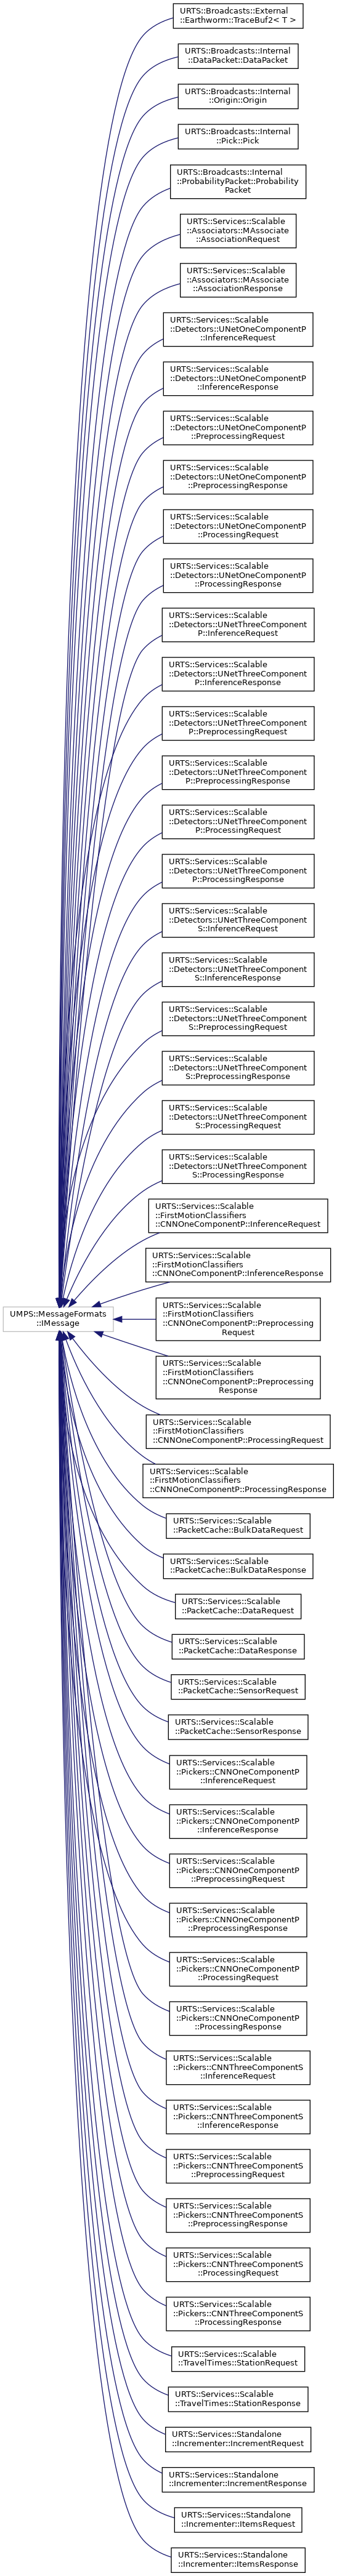 URTS::Broadcasts::External
::Earthworm::TraceBuf2< T >
URTS::Broadcasts::Internal
::DataPacket::DataPacket
URTS::Broadcasts::Internal
::Origin::Origin
URTS::Broadcasts::Internal
::Pick::Pick
URTS::Broadcasts::Internal
::ProbabilityPacket::Probability
Packet
URTS::Services::Scalable
::Associators::MAssociate
::AssociationRequest
URTS::Services::Scalable
::Associators::MAssociate
::AssociationResponse
URTS::Services::Scalable
::Detectors::UNetOneComponentP
::InferenceRequest
URTS::Services::Scalable
::Detectors::UNetOneComponentP
::InferenceResponse
URTS::Services::Scalable
::Detectors::UNetOneComponentP
::PreprocessingRequest
URTS::Services::Scalable
::Detectors::UNetOneComponentP
::PreprocessingResponse
URTS::Services::Scalable
::Detectors::UNetOneComponentP
::ProcessingRequest
URTS::Services::Scalable
::Detectors::UNetOneComponentP
::ProcessingResponse
URTS::Services::Scalable
::Detectors::UNetThreeComponent
P::InferenceRequest
URTS::Services::Scalable
::Detectors::UNetThreeComponent
P::InferenceResponse
URTS::Services::Scalable
::Detectors::UNetThreeComponent
P::PreprocessingRequest
URTS::Services::Scalable
::Detectors::UNetThreeComponent
P::PreprocessingResponse
URTS::Services::Scalable
::Detectors::UNetThreeComponent
P::ProcessingRequest
URTS::Services::Scalable
::Detectors::UNetThreeComponent
P::ProcessingResponse
URTS::Services::Scalable
::Detectors::UNetThreeComponent
S::InferenceRequest
URTS::Services::Scalable
::Detectors::UNetThreeComponent
S::InferenceResponse
URTS::Services::Scalable
::Detectors::UNetThreeComponent
S::PreprocessingRequest
URTS::Services::Scalable
::Detectors::UNetThreeComponent
S::PreprocessingResponse
URTS::Services::Scalable
::Detectors::UNetThreeComponent
S::ProcessingRequest
URTS::Services::Scalable
::Detectors::UNetThreeComponent
S::ProcessingResponse
URTS::Services::Scalable
::FirstMotionClassifiers
::CNNOneComponentP::InferenceRequest
URTS::Services::Scalable
::FirstMotionClassifiers
::CNNOneComponentP::InferenceResponse
UMPS::MessageFormats
::IMessage
URTS::Services::Scalable
::FirstMotionClassifiers
::CNNOneComponentP::Preprocessing
Request
URTS::Services::Scalable
::FirstMotionClassifiers
::CNNOneComponentP::Preprocessing
Response
URTS::Services::Scalable
::FirstMotionClassifiers
::CNNOneComponentP::ProcessingRequest
URTS::Services::Scalable
::FirstMotionClassifiers
::CNNOneComponentP::ProcessingResponse
URTS::Services::Scalable
::PacketCache::BulkDataRequest
URTS::Services::Scalable
::PacketCache::BulkDataResponse
URTS::Services::Scalable
::PacketCache::DataRequest
URTS::Services::Scalable
::PacketCache::DataResponse
URTS::Services::Scalable
::PacketCache::SensorRequest
URTS::Services::Scalable
::PacketCache::SensorResponse
URTS::Services::Scalable
::Pickers::CNNOneComponentP
::InferenceRequest
URTS::Services::Scalable
::Pickers::CNNOneComponentP
::InferenceResponse
URTS::Services::Scalable
::Pickers::CNNOneComponentP
::PreprocessingRequest
URTS::Services::Scalable
::Pickers::CNNOneComponentP
::PreprocessingResponse
URTS::Services::Scalable
::Pickers::CNNOneComponentP
::ProcessingRequest
URTS::Services::Scalable
::Pickers::CNNOneComponentP
::ProcessingResponse
URTS::Services::Scalable
::Pickers::CNNThreeComponentS
::InferenceRequest
URTS::Services::Scalable
::Pickers::CNNThreeComponentS
::InferenceResponse
URTS::Services::Scalable
::Pickers::CNNThreeComponentS
::PreprocessingRequest
URTS::Services::Scalable
::Pickers::CNNThreeComponentS
::PreprocessingResponse
URTS::Services::Scalable
::Pickers::CNNThreeComponentS
::ProcessingRequest
URTS::Services::Scalable
::Pickers::CNNThreeComponentS
::ProcessingResponse
URTS::Services::Scalable
::TravelTimes::StationRequest
URTS::Services::Scalable
::TravelTimes::StationResponse
URTS::Services::Standalone
::Incrementer::IncrementRequest
URTS::Services::Standalone
::Incrementer::IncrementResponse
URTS::Services::Standalone
::Incrementer::ItemsRequest
URTS::Services::Standalone
::Incrementer::ItemsResponse